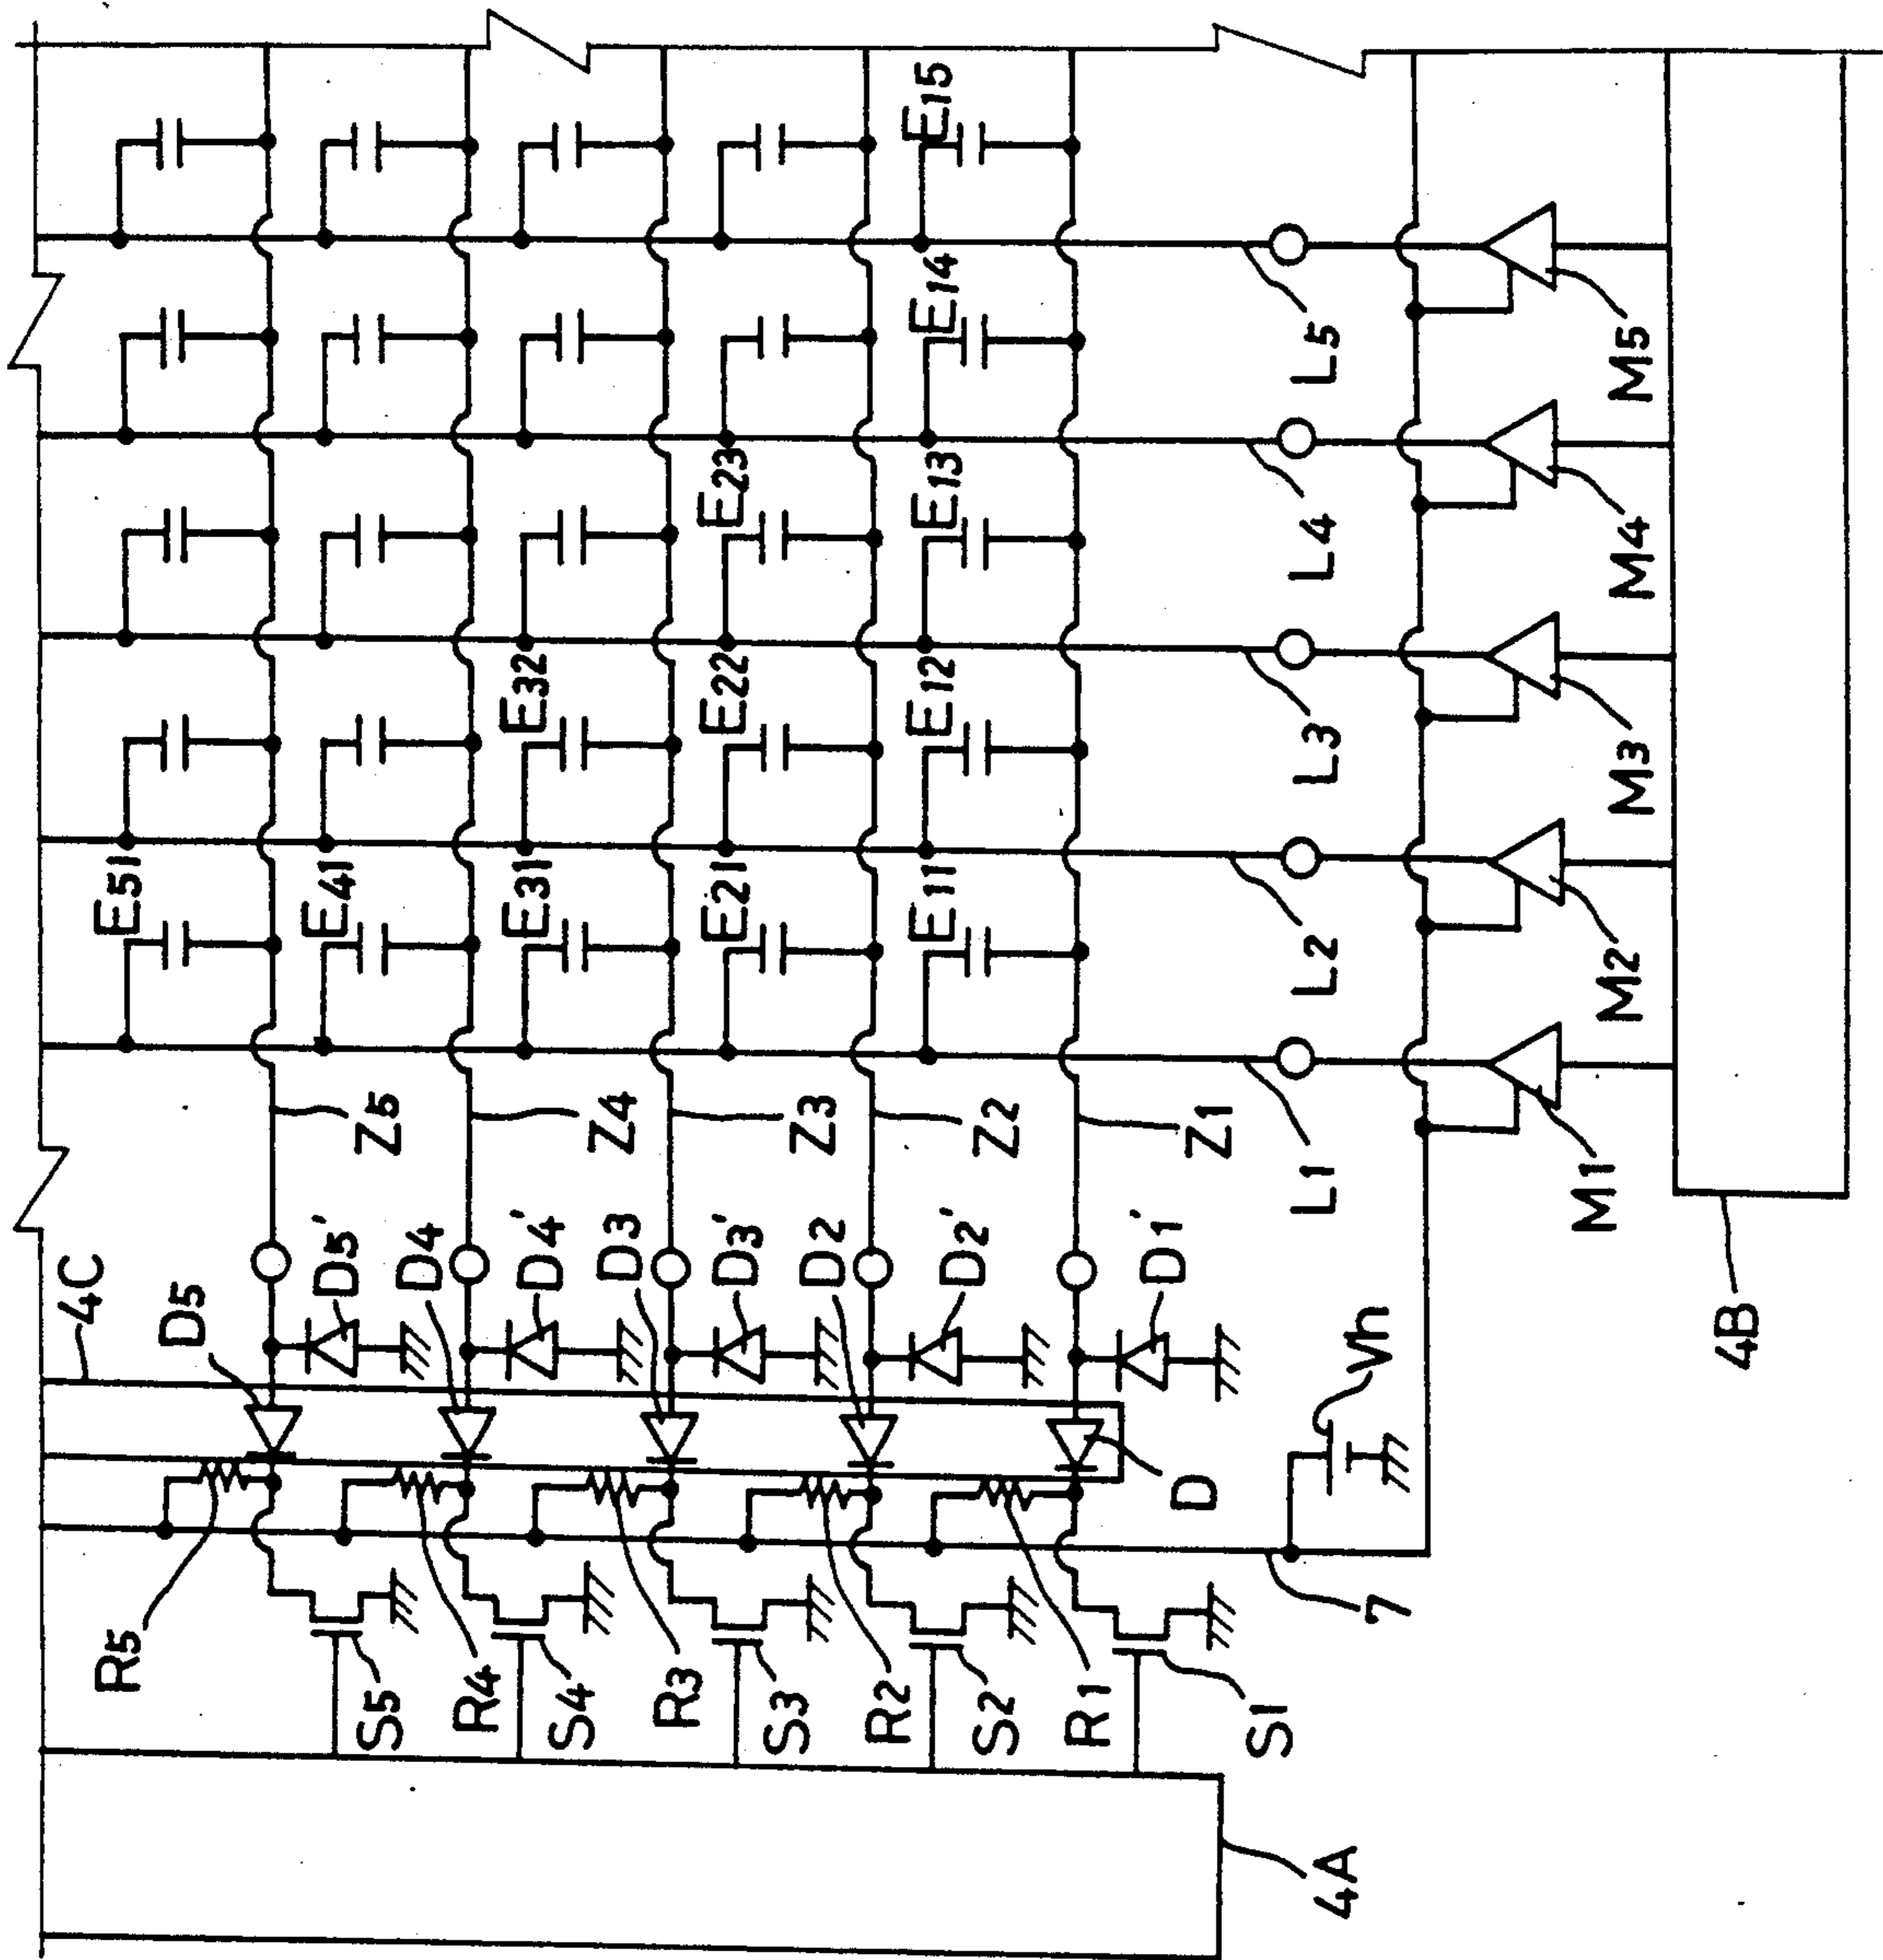 4C
R5
E51
D5
D5'
S5
Z5
E41
D4
R4
D4'
S4
E31
E32
Z4
D3
R3
D3'
E21
E22
E23
S3
Z3
D2
R2
D2'
E11
E12
E13
E14
E15
S2
Z2
R1
D1'
D
Z1
S1
L1
L2
L3
L4
L5
4A
Vh
7
M1
M2
M3
M4
M5
4B